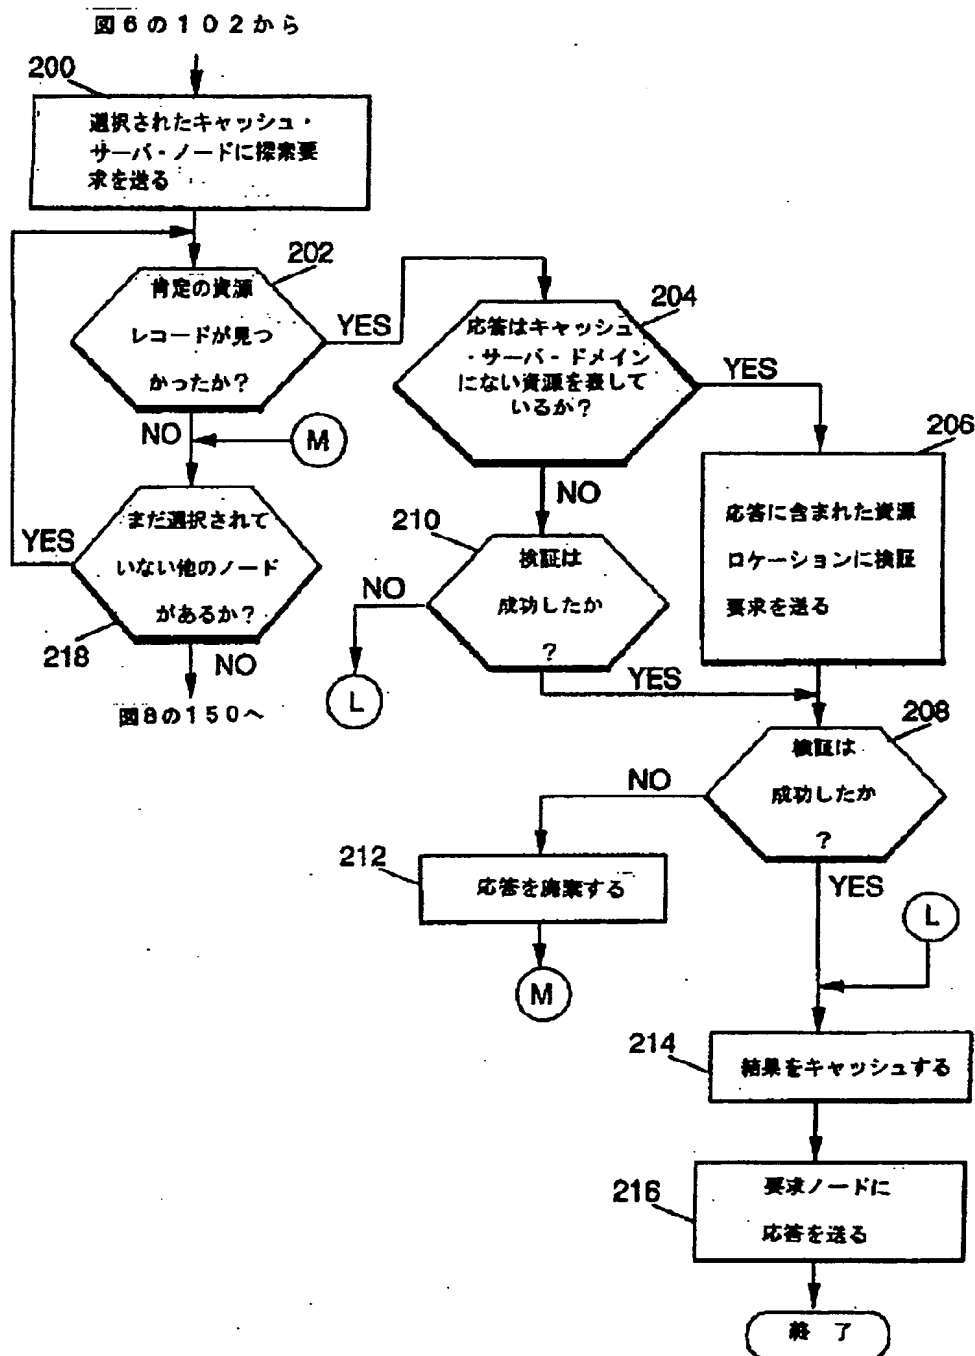 図6の102から
200
選択されたキャッシュ・
サーバ・ノードに探索要
求を送る
202
肯定の資源
レコードが見つ
かったか?
YES
204
応答はキャッシュ
・サーバ・ドメイン
にない資源を表して
いるか?
YES
206
応答に含まれた資源
ロケーションに検証
要求を送る
NO
M
まだ選択されて
いない他のノード
があるか?
YES
218
NO
図8の150へ
NO
210
検証は
成功したか
?
NO
L
YES
208
検証は
成功したか
?
NO
212
応答を廃棄する
M
YES
L
214
結果をキャッシュする
216
要求ノードに
応答を送る
終 了